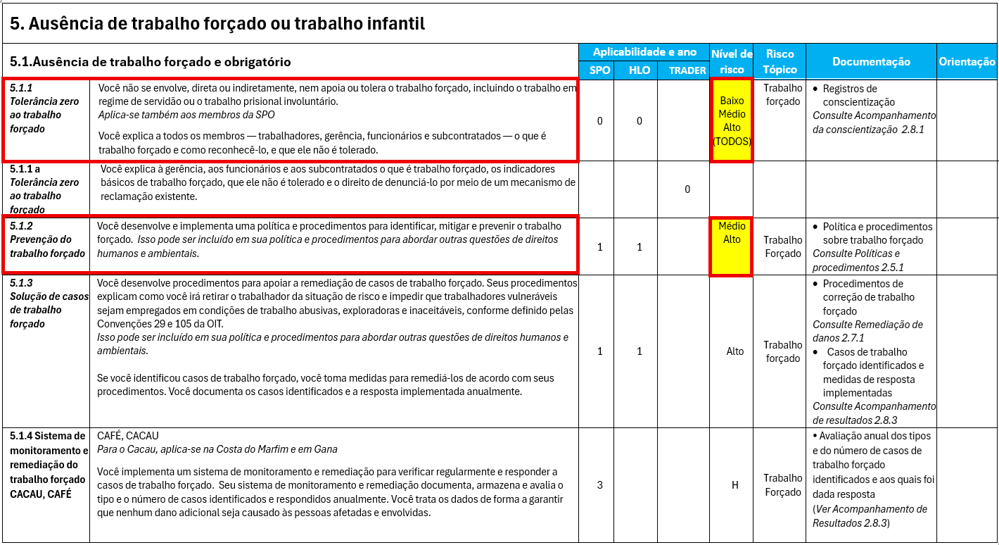 5. Ausência de trabalho forçado ou trabalho infantil
5.1.Ausência de trabalho forçado e obrigatório
Aplicabilidade e ano
SPO
HLO
TRADER
Nível de
risco
Risco
Tópico
Documentação
Orientação
5.1.1
Tolerância zero
ao trabalho
forçado
Você não se envolve, direta ou indiretamente, nem apoia ou tolera o trabalho forçado, incluindo o trabalho em
regime de servidão ou o trabalho prisional involuntário.
Aplica-se também aos membros da SPO
Você explica a todos os membros — trabalhadores, gerência, funcionários e subcontratados — o que é
trabalho forçado e como reconhecê-lo, e que ele não é tolerado.
0
0
Baixo
Médio
Alto
(TODOS)
Trabalho
forçado
• Registros de
conscientização
Consulte Acompanhamento
da conscientização 2.8.1
5.1.1 a
Tolerância zero
ao trabalho
forçado
Você explica à gerência, aos funcionários e aos subcontratados o que é trabalho forçado, os indicadores
básicos de trabalho forçado, que ele não é tolerado e o direito de denunciá-lo por meio de um mecanismo de
reclamação existente.
0
5.1.2
Prevenção do
trabalho forçado
Você desenvolve e implementa uma política e procedimentos para identificar, mitigar e prevenir o trabalho
forçado. Isso pode ser incluído em sua política e procedimentos para abordar outras questões de direitos
humanos e ambientais.
1
1
Médio
Alto
Trabalho
Forçado
• Política e procedimentos
sobre trabalho forçado
Consulte Políticas e
procedimentos 2.5.1
5.1.3
Solução de casos
de trabalho
forçado
Você desenvolve procedimentos para apoiar a remediação de casos de trabalho forçado. Seus procedimentos
explicam como você irá retirar o trabalhador da situação de risco e impedir que trabalhadores vulneráveis
sejam empregados em condições de trabalho abusivas, exploradoras e inaceitáveis, conforme definido pelas
Convenções 29 e 105 da OIT.
Isso pode ser incluído em sua política e procedimentos para abordar outras questões de direitos humanos e
ambientais.
Se você identificou casos de trabalho forçado, você toma medidas para remediá-los de acordo com seus
procedimentos. Você documenta os casos identificados e a resposta implementada anualmente.
1
1
Alto
Trabalho
forçado
• Procedimentos de
correção de trabalho
forçado
Consulte Remediação de
danos 2.7.1
• Casos de trabalho
forçado identificados e
medidas de resposta
implementadas
Consulte Acompanhamento
de resultados 2.8.3
5.1.4 Sistema de
monitoramento e
remediação do
trabalho forçado
CACAU, CAFÉ
CAFÉ, CACAU
Para o Cacau, aplica-se na Costa do Marfim e em Gana
Você implementa um sistema de monitoramento e remediação para verificar regularmente e responder a
casos de trabalho forçado. Seu sistema de monitoramento e remediação documenta, armazena e avalia o
tipo e o número de casos identificados e respondidos anualmente. Você trata os dados de forma a garantir
que nenhum dano adicional seja causado às pessoas afetadas e envolvidas.
3
H
Trabalho
Forçado
• Avaliação anual dos tipos
e do número de casos de
trabalho forçado
identificados e aos quais foi
dada resposta
(Ver Acompanhamento de
Resultados 2.8.3)